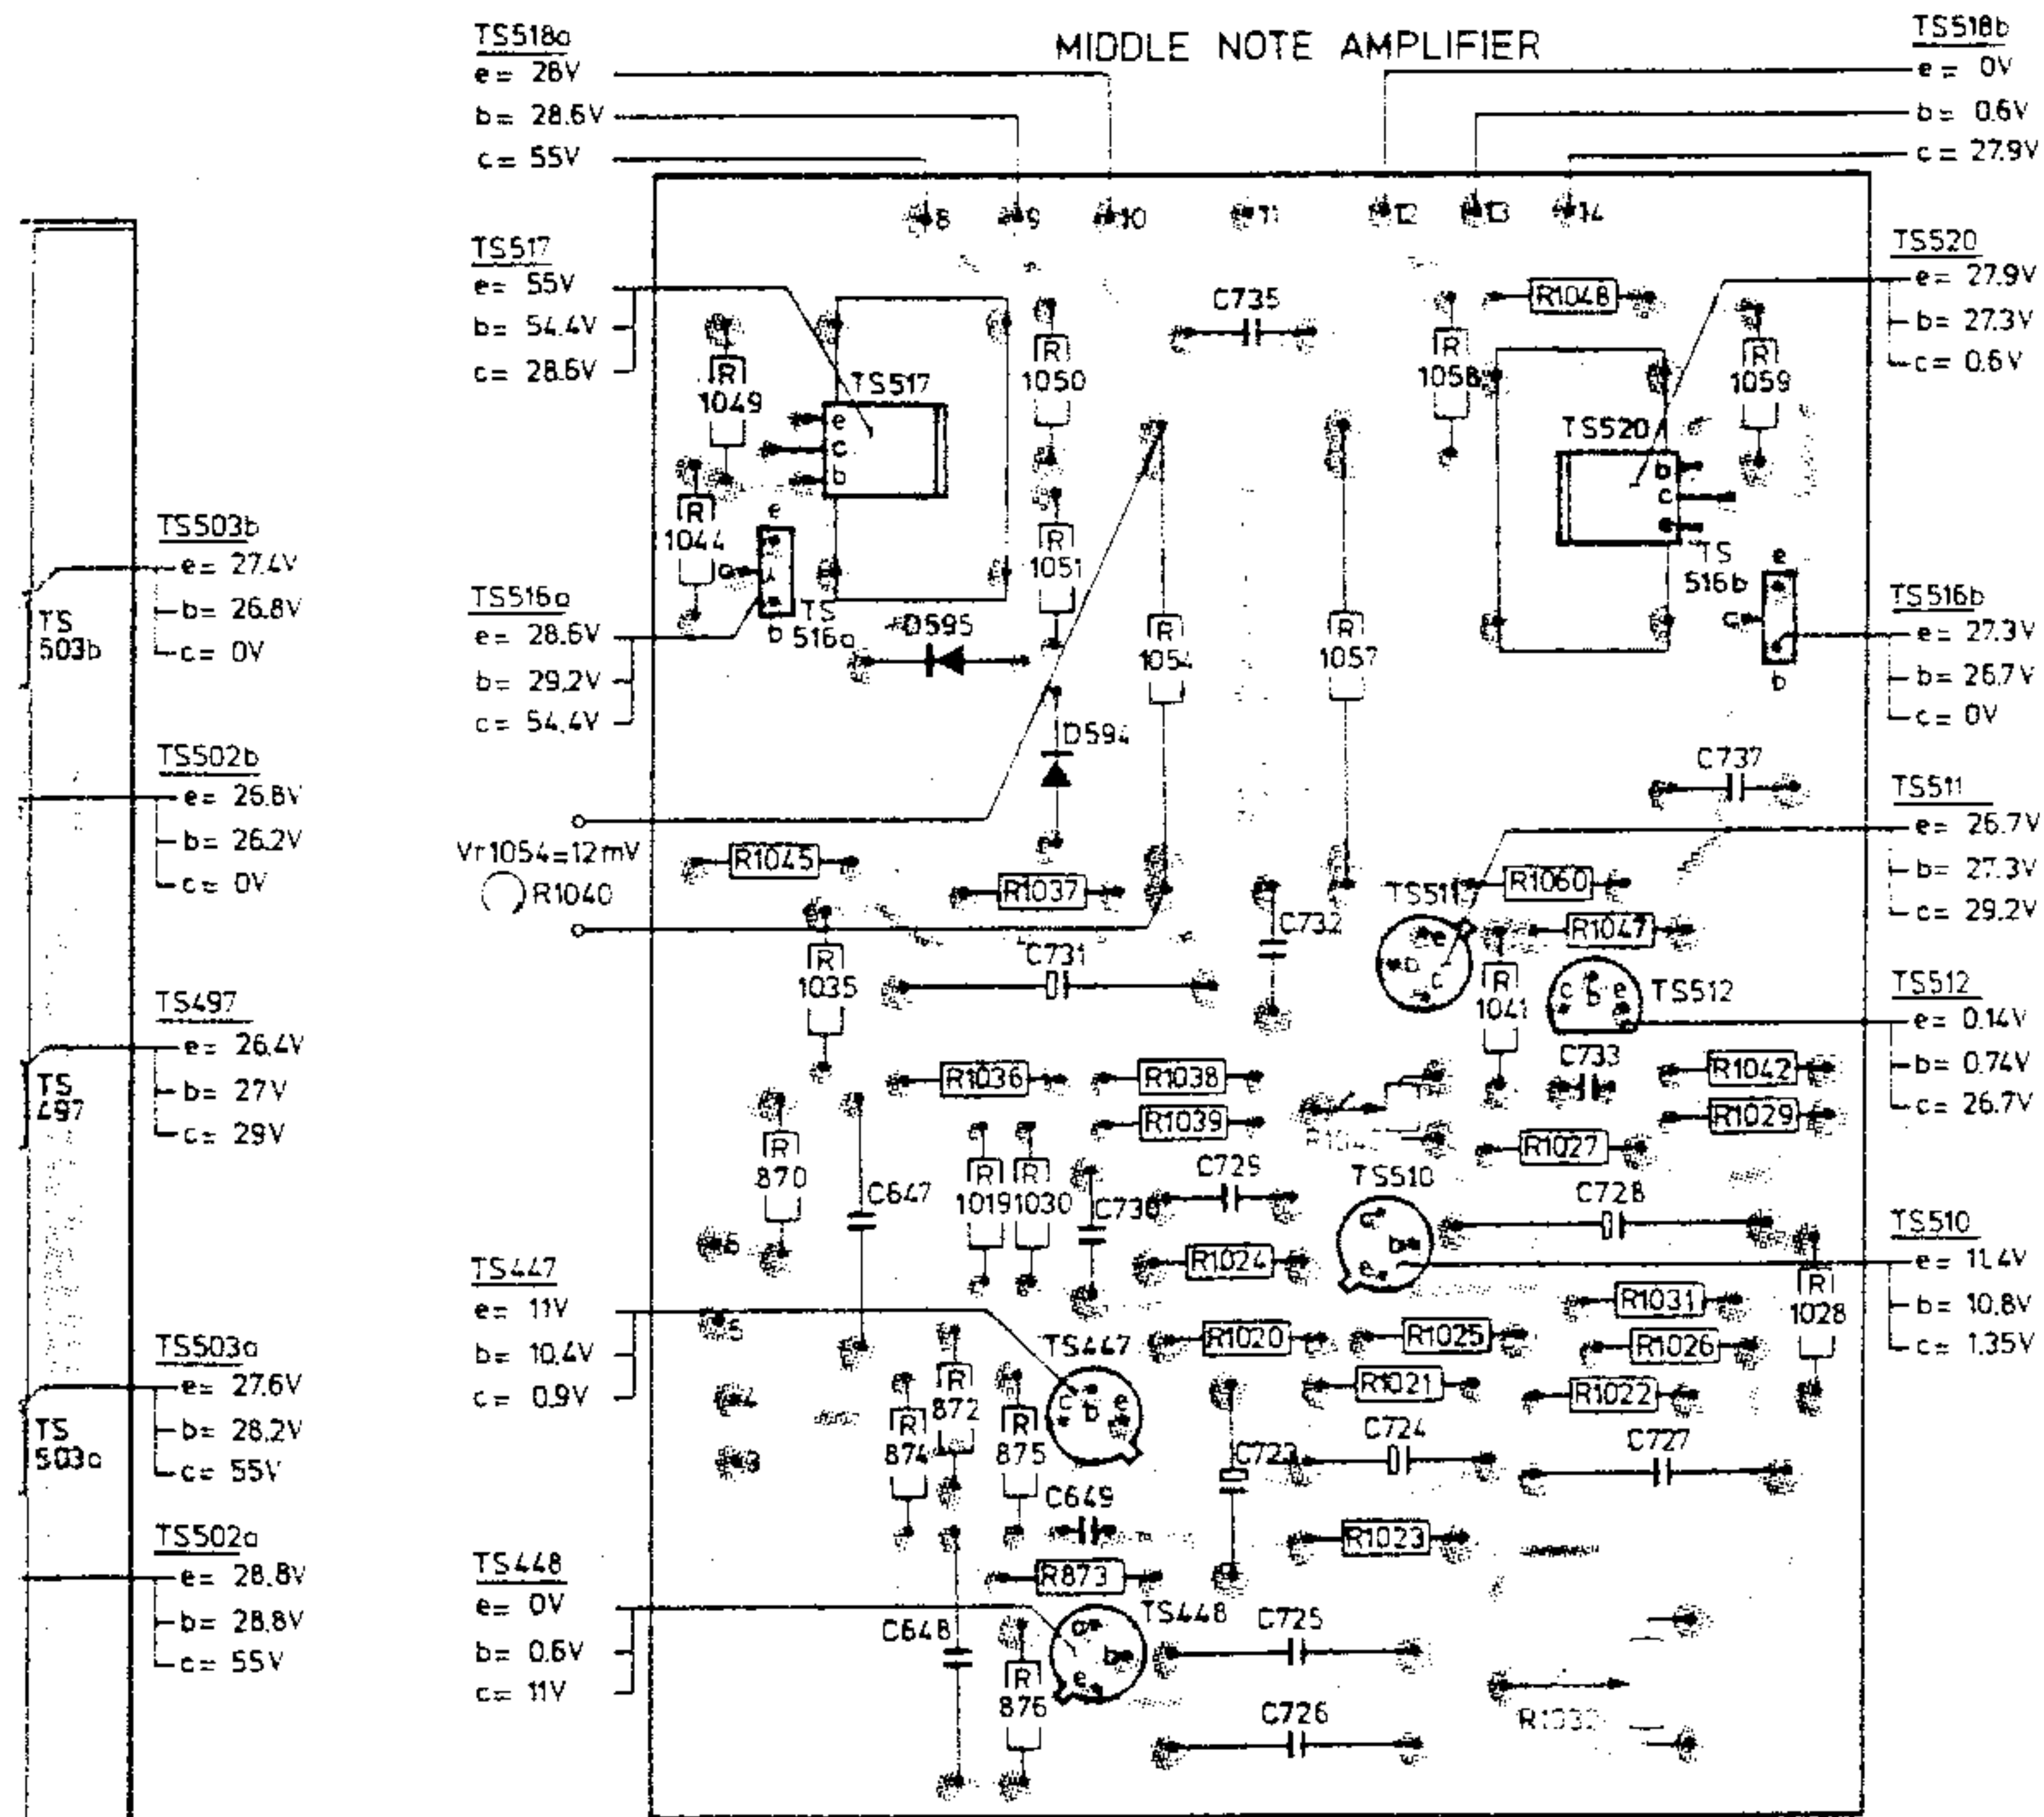 MIDDLE NOTE AMPLIFIER
TS518a
e = 28V
b = 28.6V
c = 55V
TS518b
e = 0V
b = 0.6V
c = 27.9V
8
9
10
11
12
13
14
TS517
e = 55V
b = 54.4V
c = 28.6V
TS520
e = 27.9V
b = 27.3V
c = 0.6V
C735
R1048
R
1049
TS517
e
c
b
R
1050
R
1058
R
1059
TS520
b
c
e
R
1044
e
c
b
TS
516a
R
1051
TS
516b
e
c
b
TS503b
e = 27.4V
b = 26.8V
c = 0V
TS
503b
TS516a
e = 28.6V
b = 29.2V
c = 54.4V
D595
R
1054
R
1057
TS516b
e = 27.3V
b = 26.7V
c = 0V
D594
C737
TS502b
e = 26.8V
b = 26.2V
c = 0V
Vr1054=12mV
R1040
R1045
R1037
TS511
e = 26.7V
b = 27.3V
c = 29.2V
TS511
e
b
c
R1060
R1047
C732
C731
R
1035
R
1041
c b e
TS512
TS512
e = 0.14V
b = 0.74V
c = 26.7V
TS497
e = 26.4V
b = 27V
c = 29V
TS
497
R1036
R1038
R1039
C733
R1042
R1029
R1027
R
870
C647
R
1019
R
1030
C730
C729
R1024
TS510
c
b
e
C728
TS510
e = 11.4V
b = 10.8V
c = 1.35V
6
5
4
3
TS447
e = 11V
b = 10.4V
c = 0.9V
TS447
c b e
R1020
R1025
R1031
R1026
R
1028
R1021
R1022
TS503a
e = 27.6V
b = 28.2V
c = 55V
TS
503a
R
872
R
874
R
875
C723
C724
C727
C649
R1023
R873
TS502a
e = 28.8V
b = 28.8V
c = 55V
TS448
e = 0V
b = 0.6V
c = 11V
C648
TS448
b
e
R
876
C725
C726